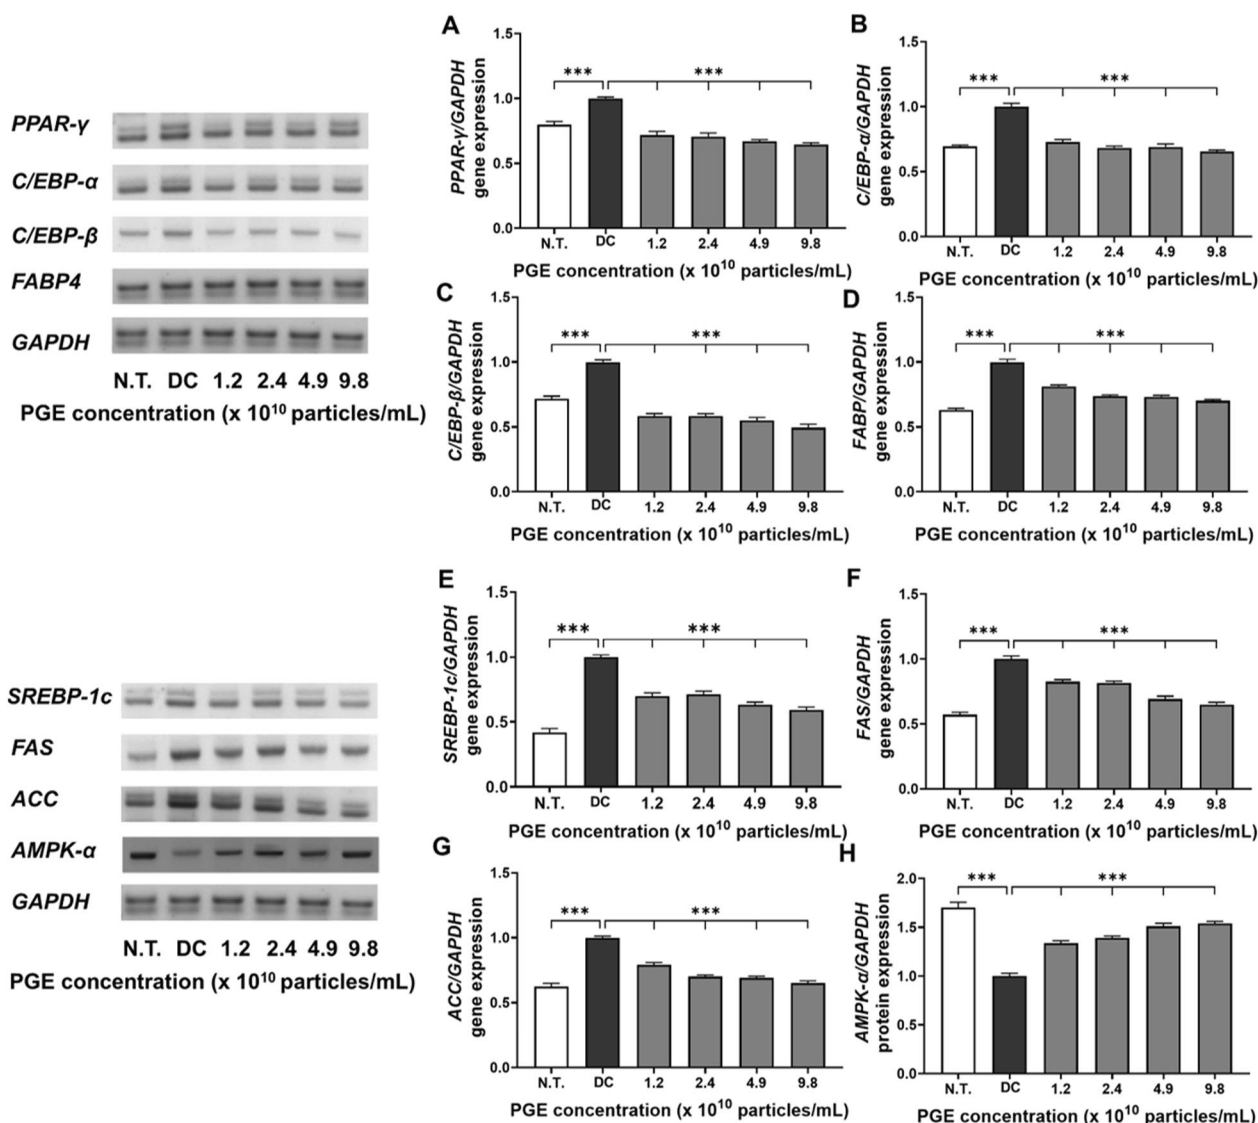 PPAR-γ
C/EBP-α
C/EBP-β
FABP4
GAPDH
N.T. DC 1.2 2.4 4.9 9.8
PGE concentration (x 10¹⁰ particles/mL)
A
PPAR-γ/GAPDH
gene expression
1.5
1.0
0.5
0.0
***
***
N.T. DC 1.2 2.4 4.9 9.8
PGE concentration (x 10¹⁰ particles/mL)
B
C/EBP-α/GAPDH
gene expression
1.5
1.0
0.5
0.0
***
***
N.T. DC 1.2 2.4 4.9 9.8
PGE concentration (x 10¹⁰ particles/mL)
C
C/EBP-β/GAPDH
gene expression
1.5
1.0
0.5
0.0
***
***
N.T. DC 1.2 2.4 4.9 9.8
PGE concentration (x 10¹⁰ particles/mL)
D
FABP/GAPDH
gene expression
1.5
1.0
0.5
0.0
***
***
N.T. DC 1.2 2.4 4.9 9.8
PGE concentration (x 10¹⁰ particles/mL)
SREBP-1c
FAS
ACC
AMPK-α
GAPDH
N.T. DC 1.2 2.4 4.9 9.8
PGE concentration (x 10¹⁰ particles/mL)
E
SREBP-1c/GAPDH
gene expression
1.5
1.0
0.5
0.0
***
***
N.T. DC 1.2 2.4 4.9 9.8
PGE concentration (x 10¹⁰ particles/mL)
F
FAS/GAPDH
gene expression
1.5
1.0
0.5
0.0
***
***
N.T. DC 1.2 2.4 4.9 9.8
PGE concentration (x 10¹⁰ particles/mL)
G
ACC/GAPDH
gene expression
1.5
1.0
0.5
0.0
***
***
N.T. DC 1.2 2.4 4.9 9.8
PGE concentration (x 10¹⁰ particles/mL)
H
AMPK-α/GAPDH
protein expression
2.0
1.5
1.0
0.5
0.0
***
***
N.T. DC 1.2 2.4 4.9 9.8
PGE concentration (x 10¹⁰ particles/mL)